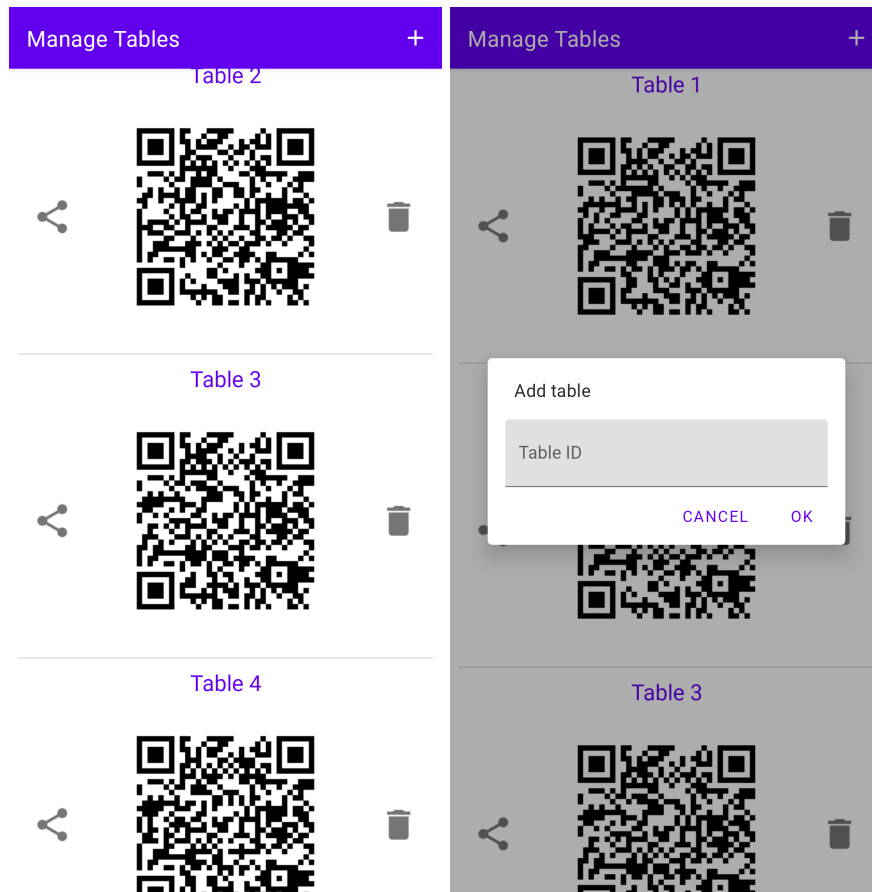 Manage Tables
Table 2
Table 3
Table 4
Manage Tables
Table 1
Add table
Table ID
CANCEL OK
Table 3